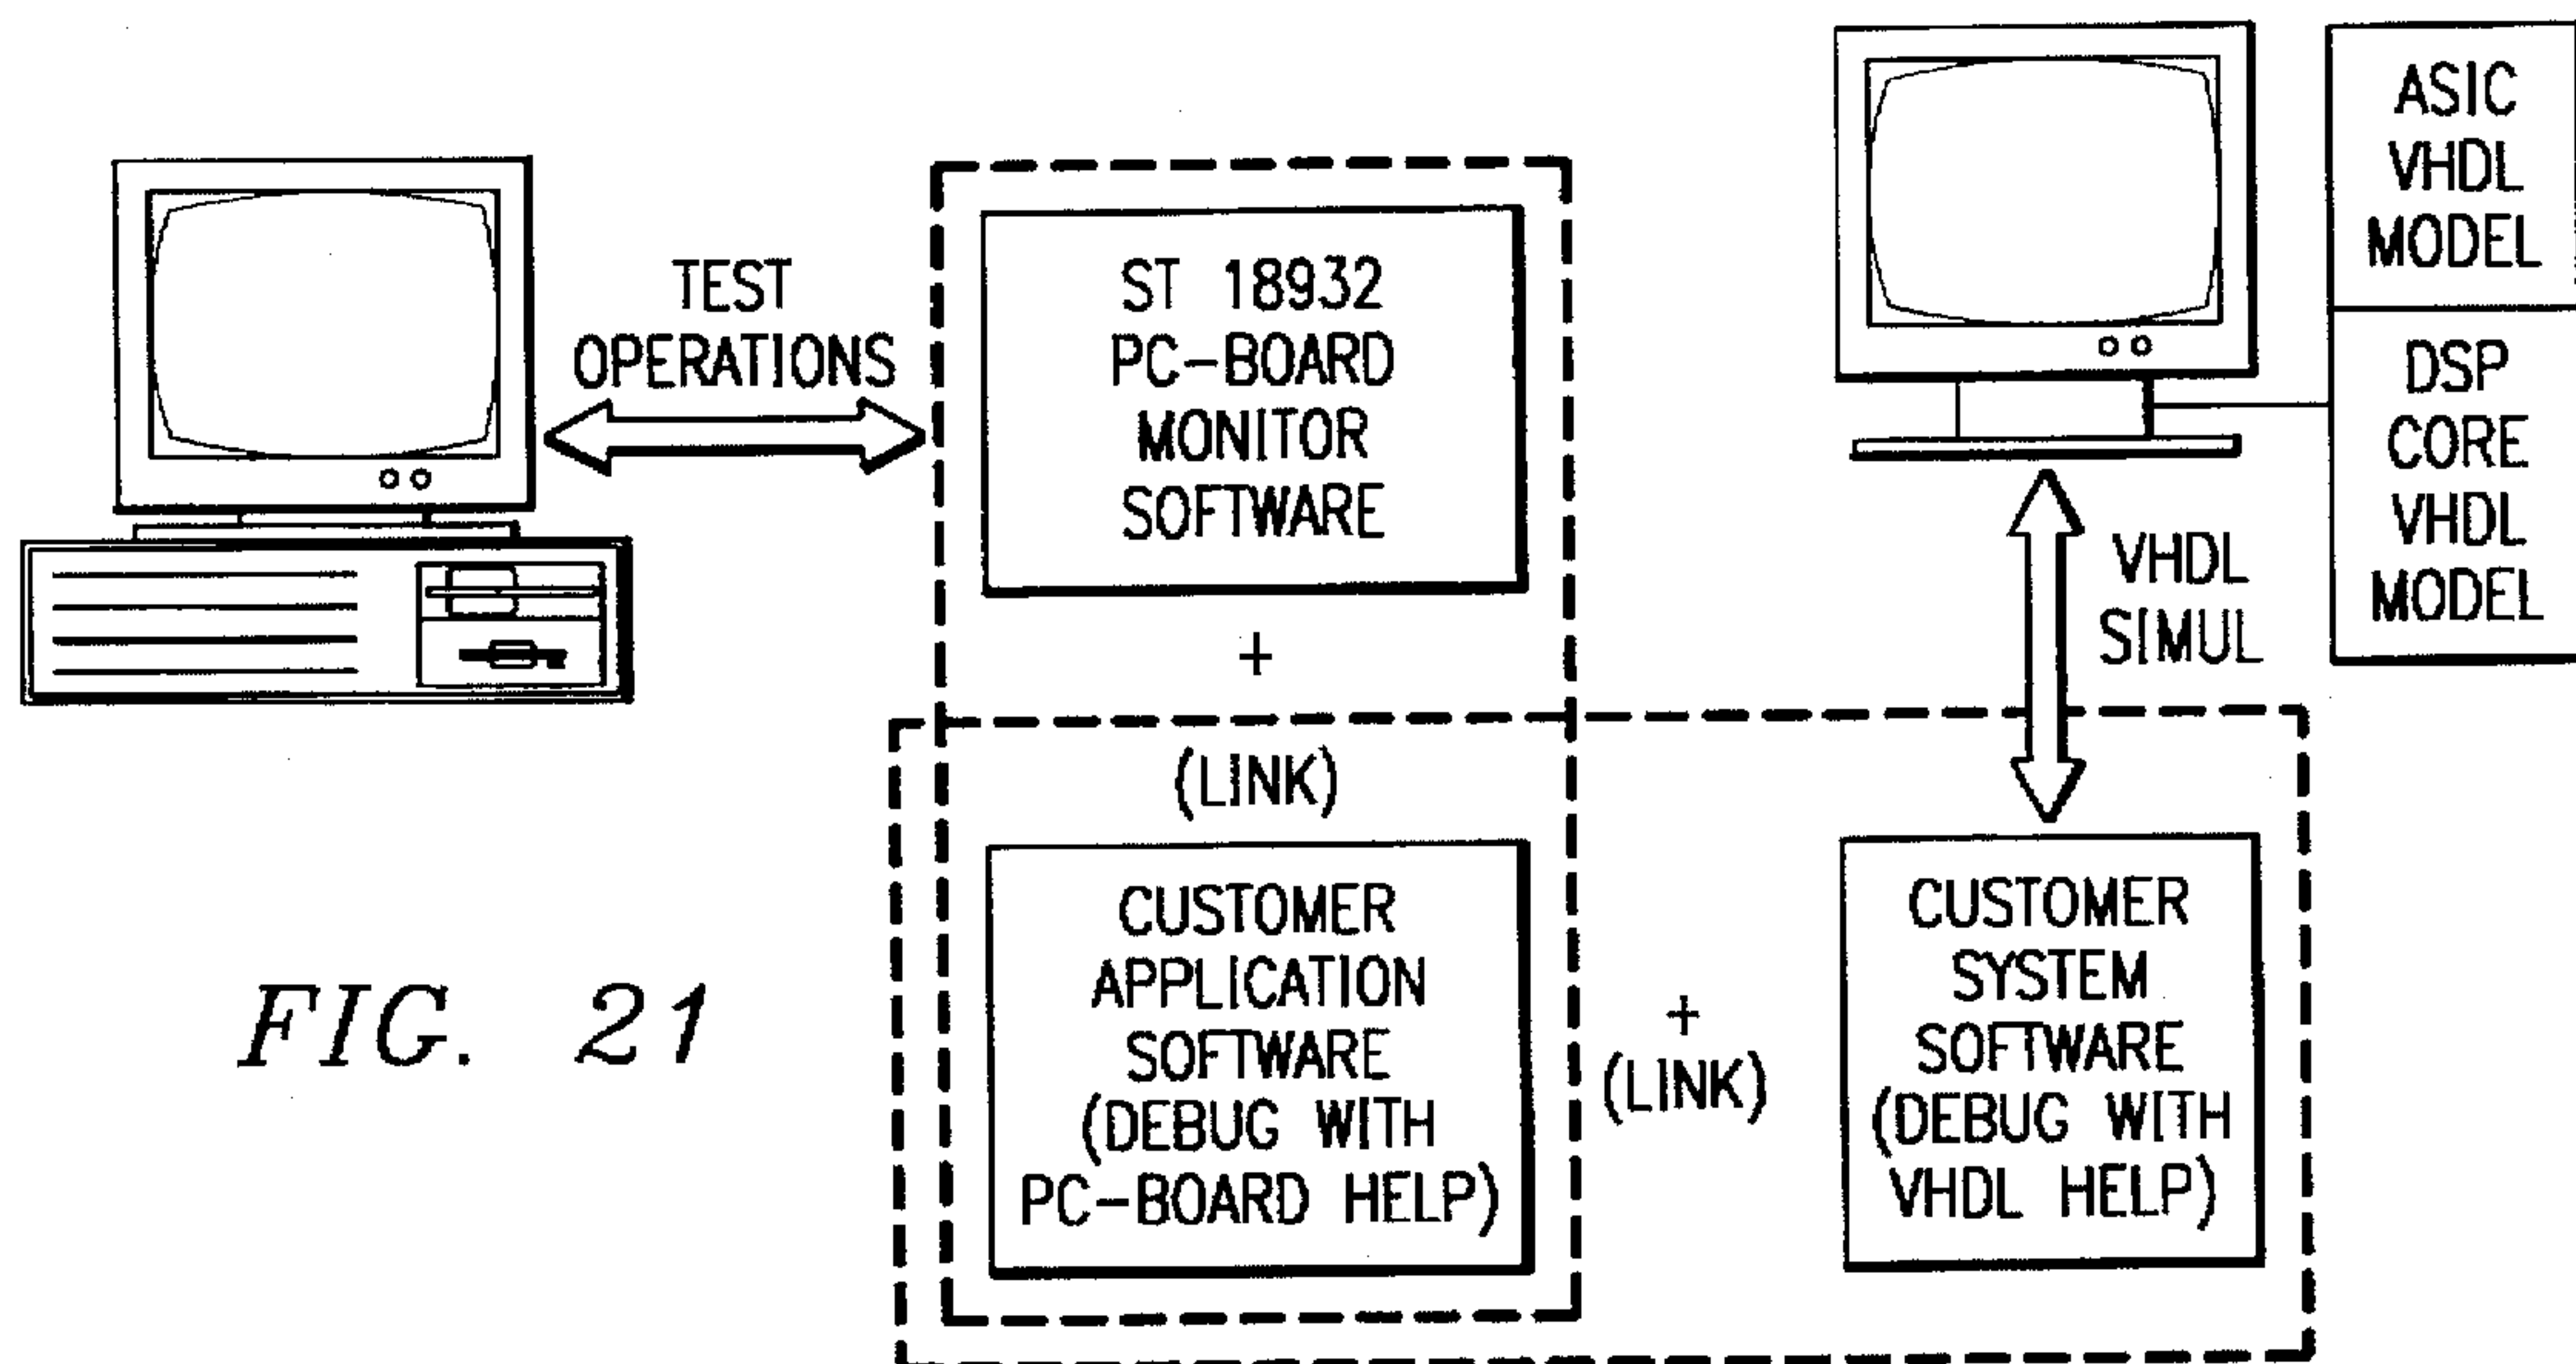 TEST
OPERATIONS
ST 18932
PC-BOARD
MONITOR
SOFTWARE
+
(LINK)
CUSTOMER
APPLICATION
SOFTWARE
(DEBUG WITH
PC-BOARD HELP)
+
(LINK)
CUSTOMER
SYSTEM
SOFTWARE
(DEBUG WITH
VHDL HELP)
VHDL
SIMUL
ASIC
VHDL
MODEL
DSP
CORE
VHDL
MODEL
FIG. 21